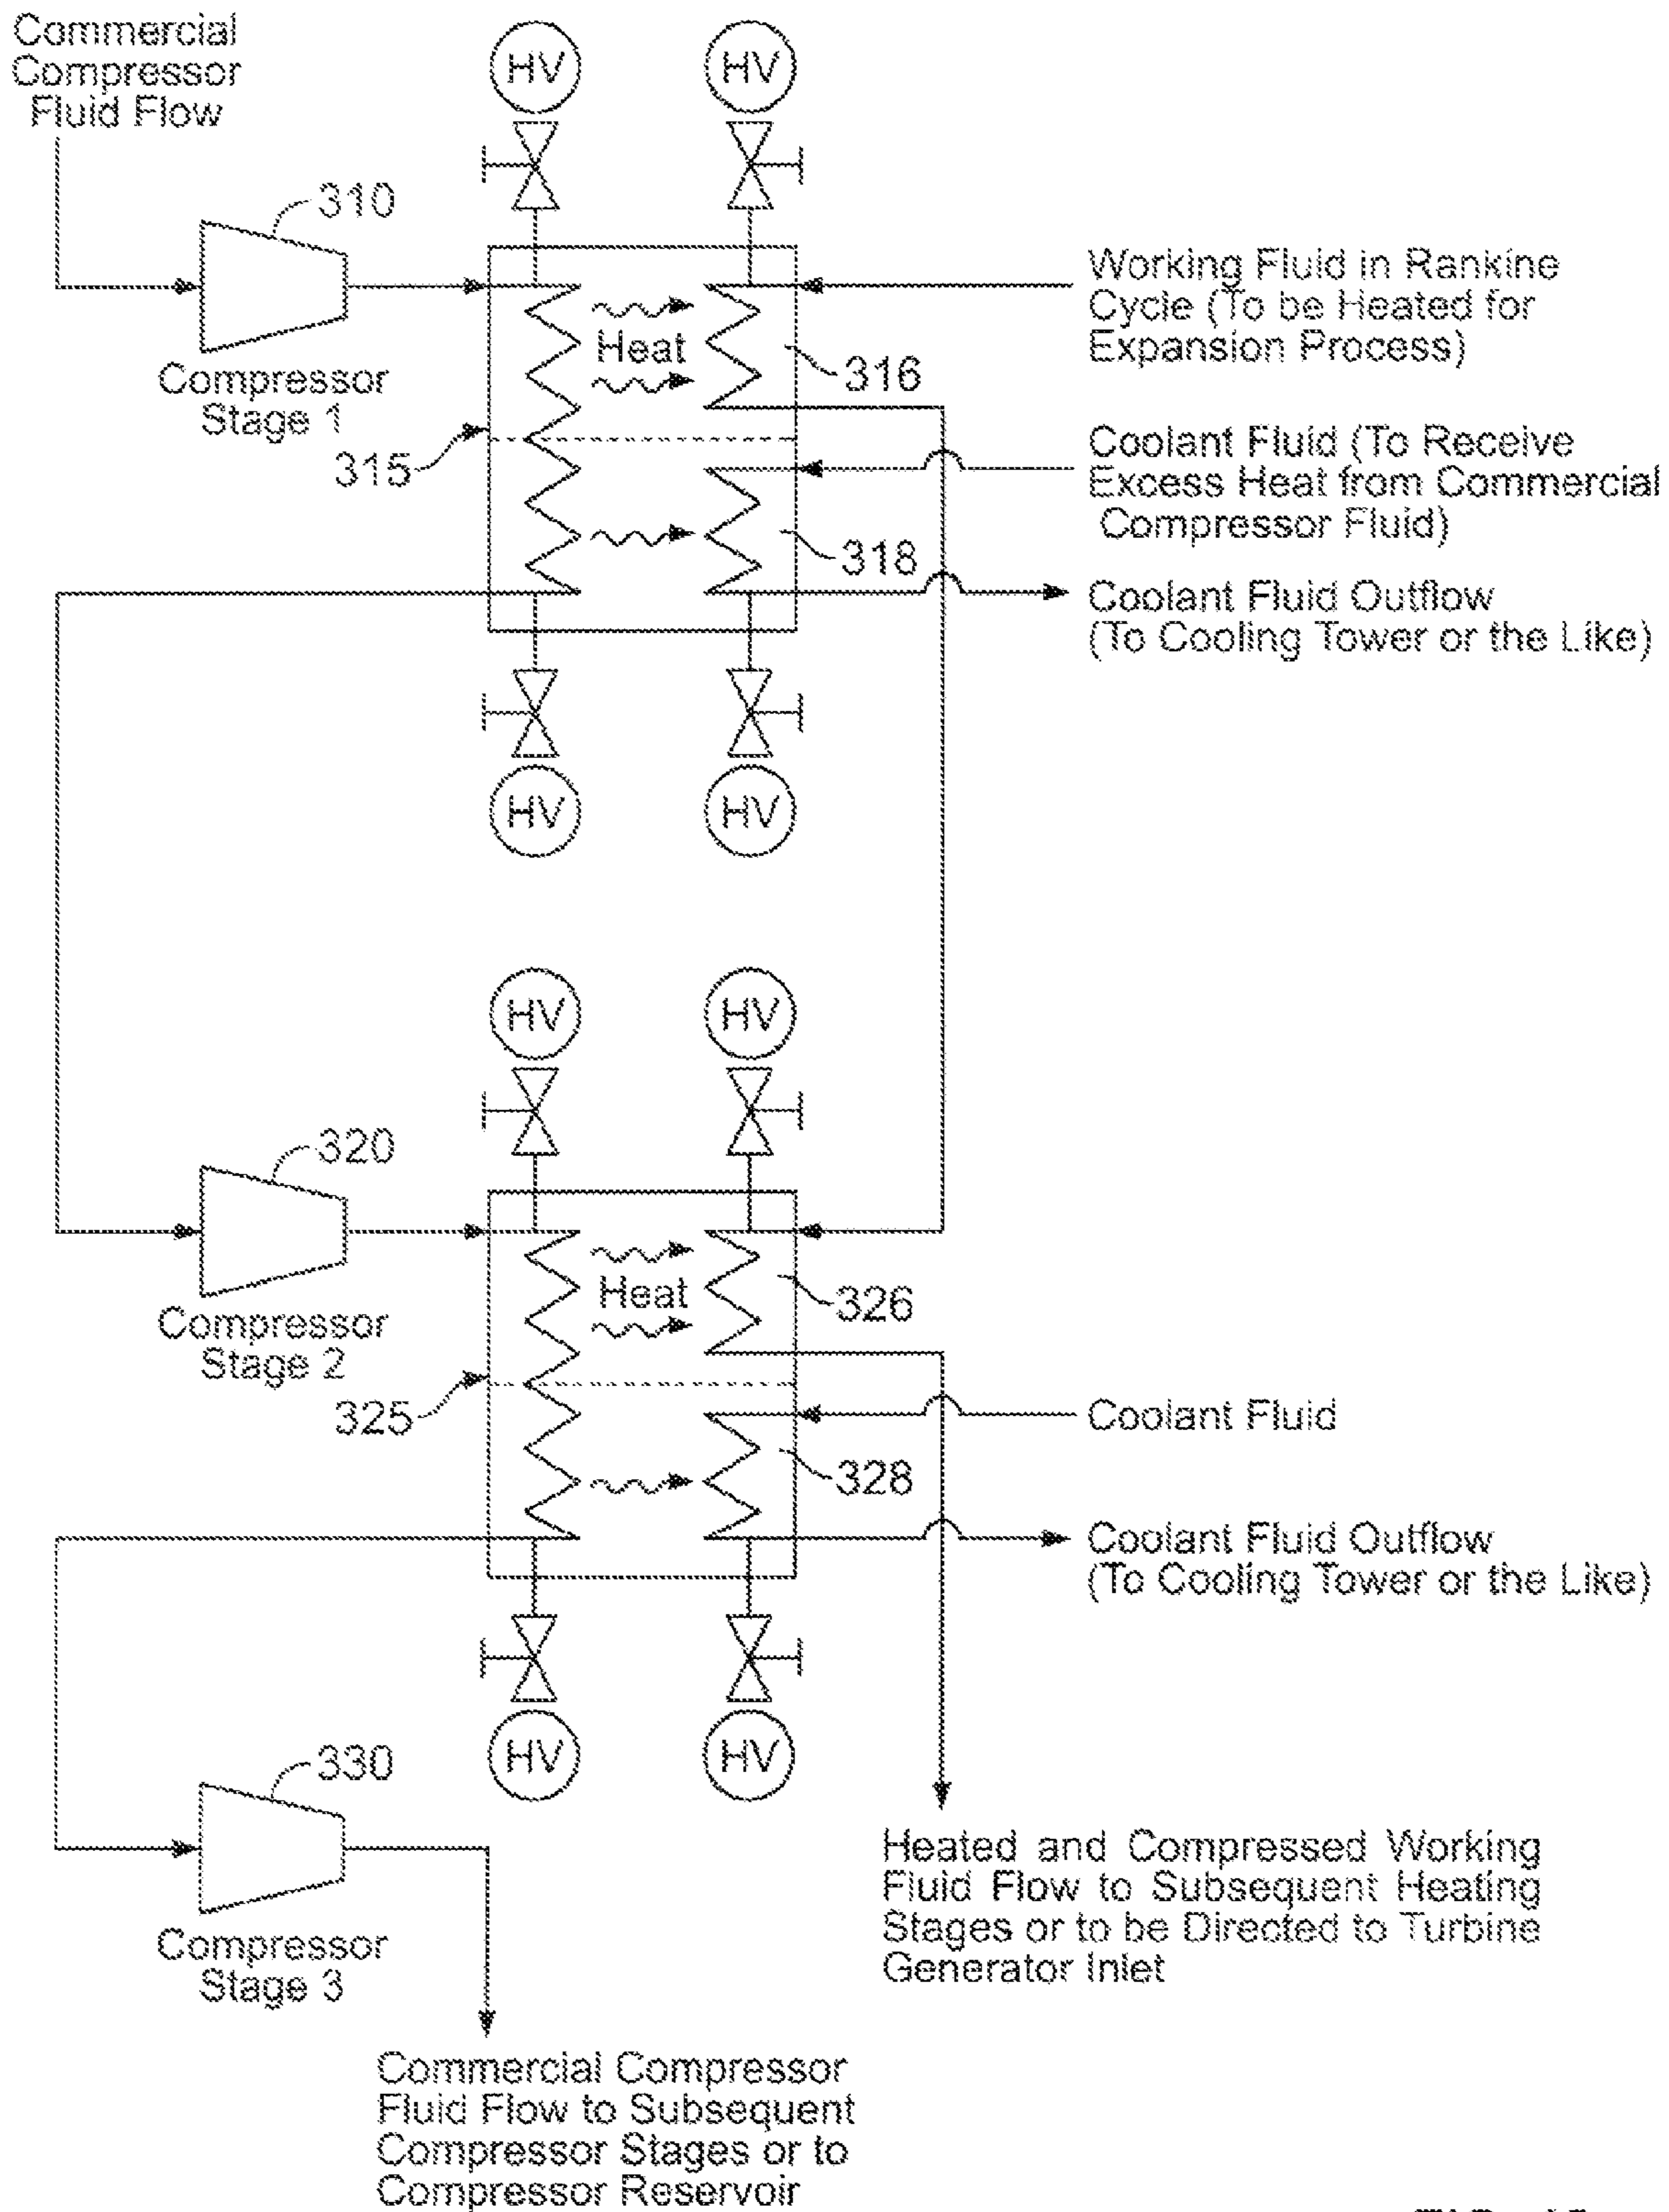 Commercial
Compressor
Fluid Flow
HV
HV
310
Compressor
Stage 1
Heat
316
315
318
Working Fluid in Rankine
Cycle (To be Heated for
Expansion Process)
Coolant Fluid (To Receive
Excess Heat from Commercial
Compressor Fluid)
Coolant Fluid Outflow
(To Cooling Tower or the Like)
HV
HV
HV
HV
320
Compressor
Stage 2
Heat
326
325
328
Coolant Fluid
Coolant Fluid Outflow
(To Cooling Tower or the Like)
HV
HV
330
Compressor
Stage 3
Heated and Compressed Working
Fluid Flow to Subsequent Heating
Stages or to be Directed to Turbine
Generator Inlet
Commercial Compressor
Fluid Flow to Subsequent
Compressor Stages or to
Compressor Reservoir